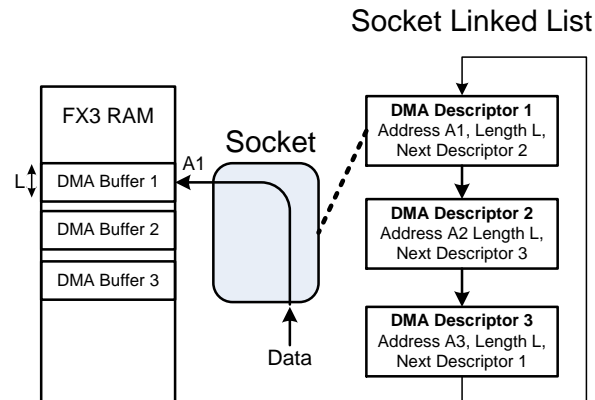 Socket Linked List
FX3 RAM
Socket
L
A1
DMA Buffer 1
DMA Buffer 2
DMA Buffer 3
Data
DMA Descriptor 1
Address A1, Length L,
Next Descriptor 2
DMA Descriptor 2
Address A2 Length L,
Next Descriptor 3
DMA Descriptor 3
Address A3, Length L,
Next Descriptor 1